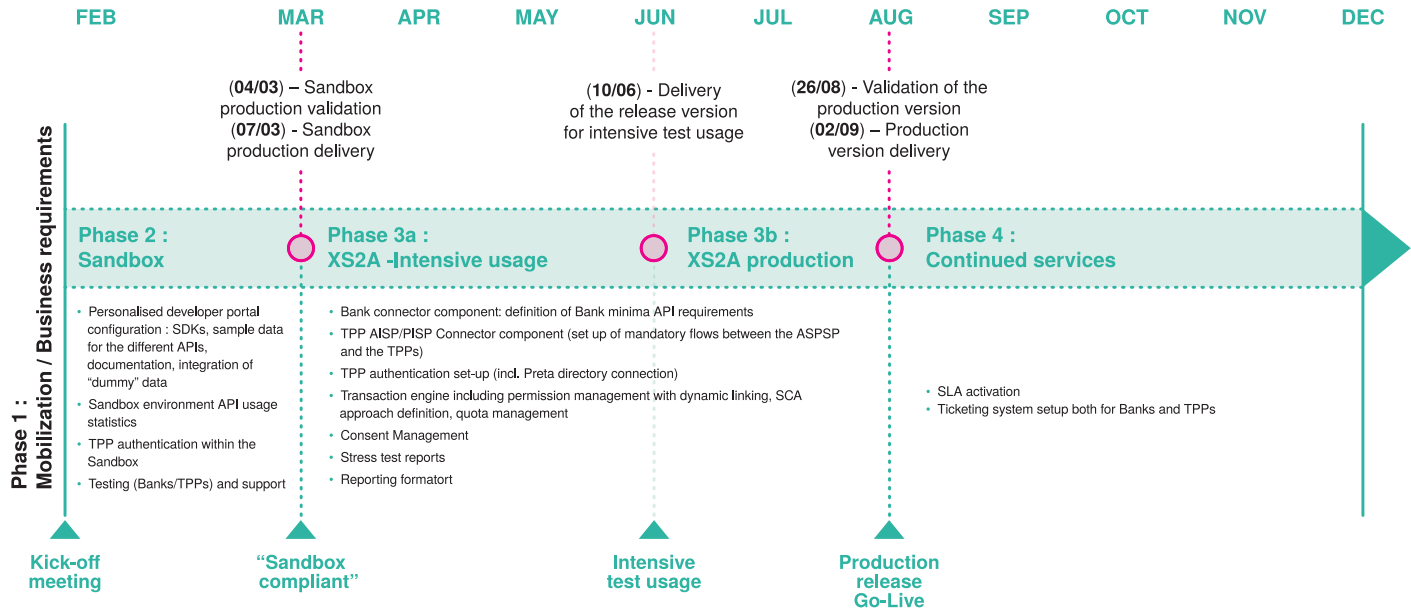 FEB MAR APR MAY JUN JUL AUG SEP OCT NOV DEC
(04/03) – Sandbox
production validation
(07/03) - Sandbox
production delivery
(10/06) - Delivery
of the release version
for intensive test usage
(26/08) - Validation of the
production version
(02/09) – Production
version delivery
Phase 1 :
Mobilization / Business requirements
Phase 2 :
Sandbox
Phase 3a :
XS2A -Intensive usage
Phase 3b :
XS2A production
Phase 4 :
Continued services
• Personalised developer portal
configuration : SDKs, sample data
for the different APIs,
documentation, integration of
“dummy” data
• Sandbox environment API usage
statistics
• TPP authentication within the
Sandbox
• Testing (Banks/TPPs) and support
• Bank connector component: definition of Bank minima API requirements
• TPP AISP/PISP Connector component (set up of mandatory flows between the ASPSP
and the TPPs)
• TPP authentication set-up (incl. Preta directory connection)
• Transaction engine including permission management with dynamic linking, SCA
approach definition, quota management
• Consent Management
• Stress test reports
• Reporting formatort
• SLA activation
• Ticketing system setup both for Banks and TPPs
Kick-off
meeting
“Sandbox
compliant”
Intensive
test usage
Production
release
Go-Live